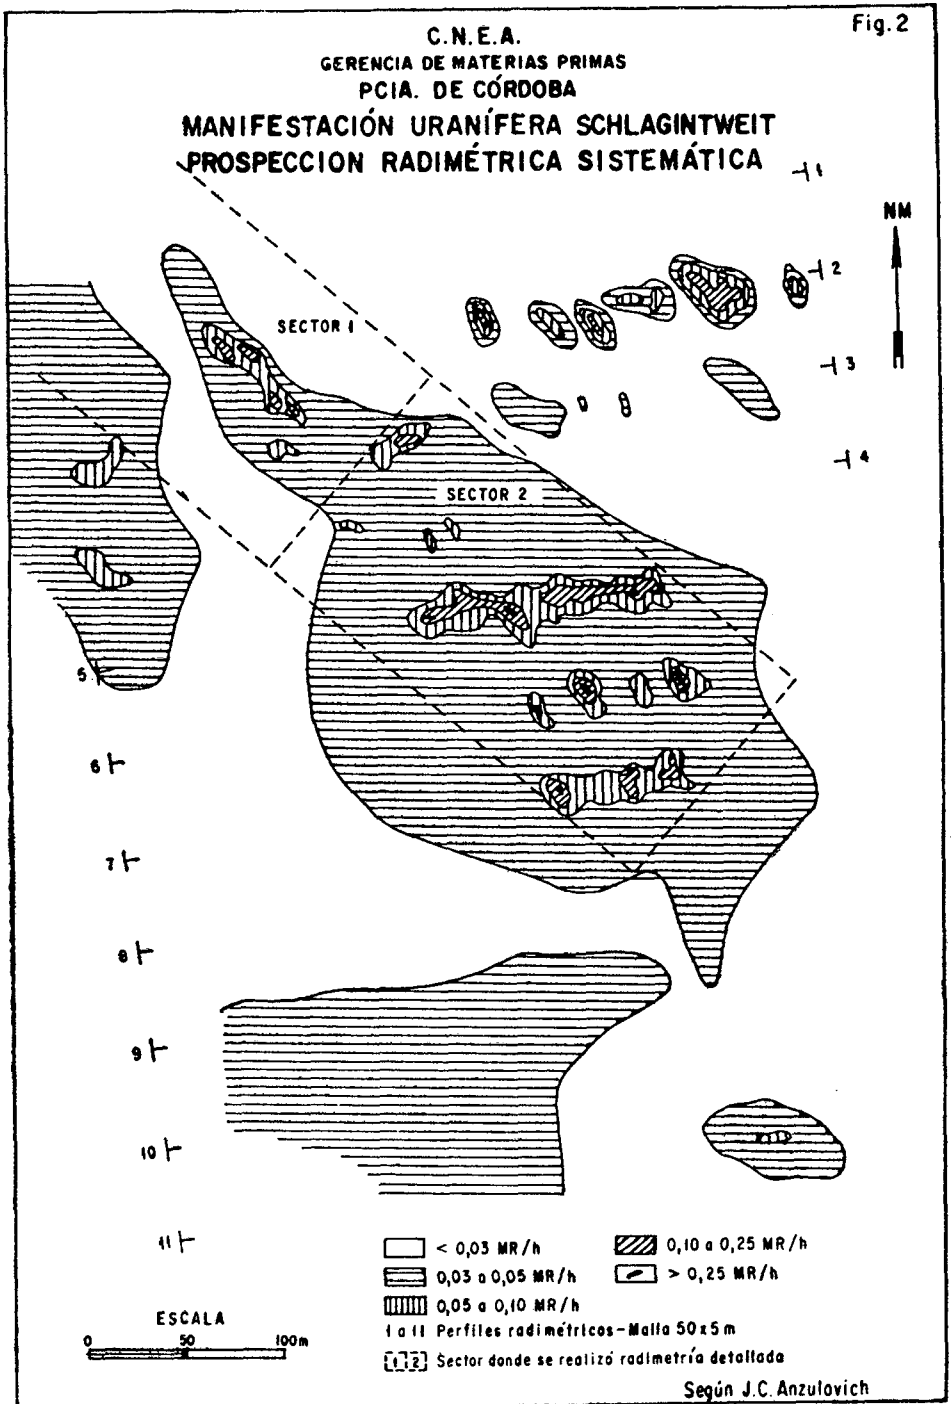 Fig.2
C.N.E.A.
GERENCIA DE MATERIAS PRIMAS
PCIA. DE CÓRDOBA
MANIFESTACIÓN URANÍFERA SCHLAGINTWEIT
PROSPECCION RADIMÉTRICA SISTEMÁTICA
1
NM
2
SECTOR 1
3
4
SECTOR 2
5
6
7
8
9
10
11
< 0,03 MR/h
0,10 a 0,25 MR/h
0,03 a 0,05 MR/h
> 0,25 MR/h
0,05 a 0,10 MR/h
1 a 11 Perfiles radimétricos-Malla 50x5m
1 2 Sector donde se realizó radimetría detallada
ESCALA
0 50 100m
Según J.C. Anzulovich